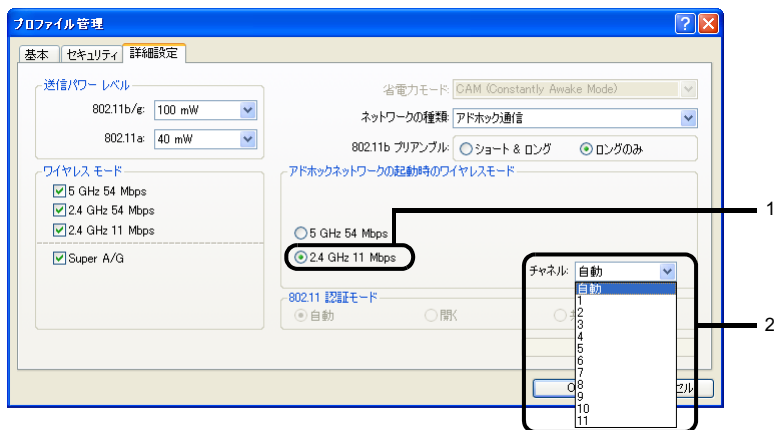 プロファイル管理
基本 セキュリティ 詳細設定
送信パワー レベル
802.11b/g: 100 mW
802.11a: 40 mW
省電力モード: CAM (Constantly Awake Mode)
ネットワークの種類: アドホック通信
802.11b プリアンブル: ショート & ロング ロングのみ
ワイヤレス モード
5 GHz 54 Mbps
2.4 GHz 54 Mbps
2.4 GHz 11 Mbps
Super A/G
アドホックネットワークの起動時のワイヤレスモード
5 GHz 54 Mbps
2.4 GHz 11 Mbps
1
チャネル: 自動
自動
1
2
3
4
5
6
7
8
9
10
11
2
802.11 認証モード
自動 開く